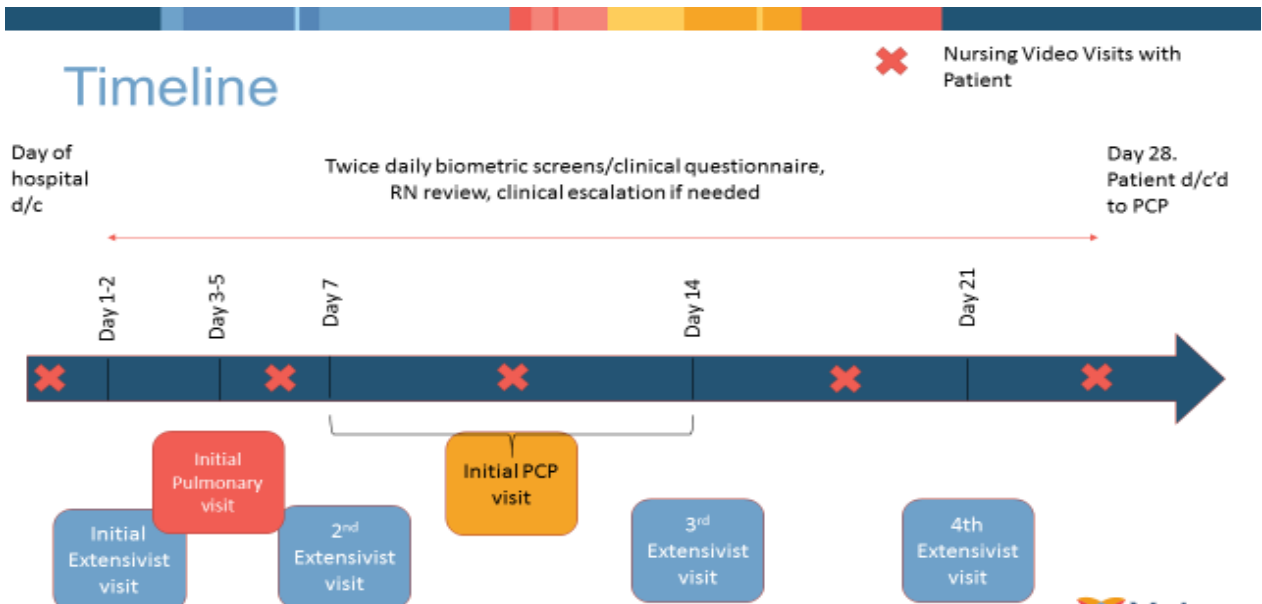 Timeline
Nursing Video Visits with
Patient
Day of
hospital
d/c
Twice daily biometric screens/clinical questionnaire,
RN review, clinical escalation if needed
Day 28.
Patient d/c'd
to PCP
Day 1-2
Day 3-5
Day 7
Day 14
Day 21
Initial
Pulmonary
visit
Initial PCP
visit
Initial
Extensivist
visit
2nd
Extensivist
visit
3rd
Extensivist
visit
4th
Extensivist
visit